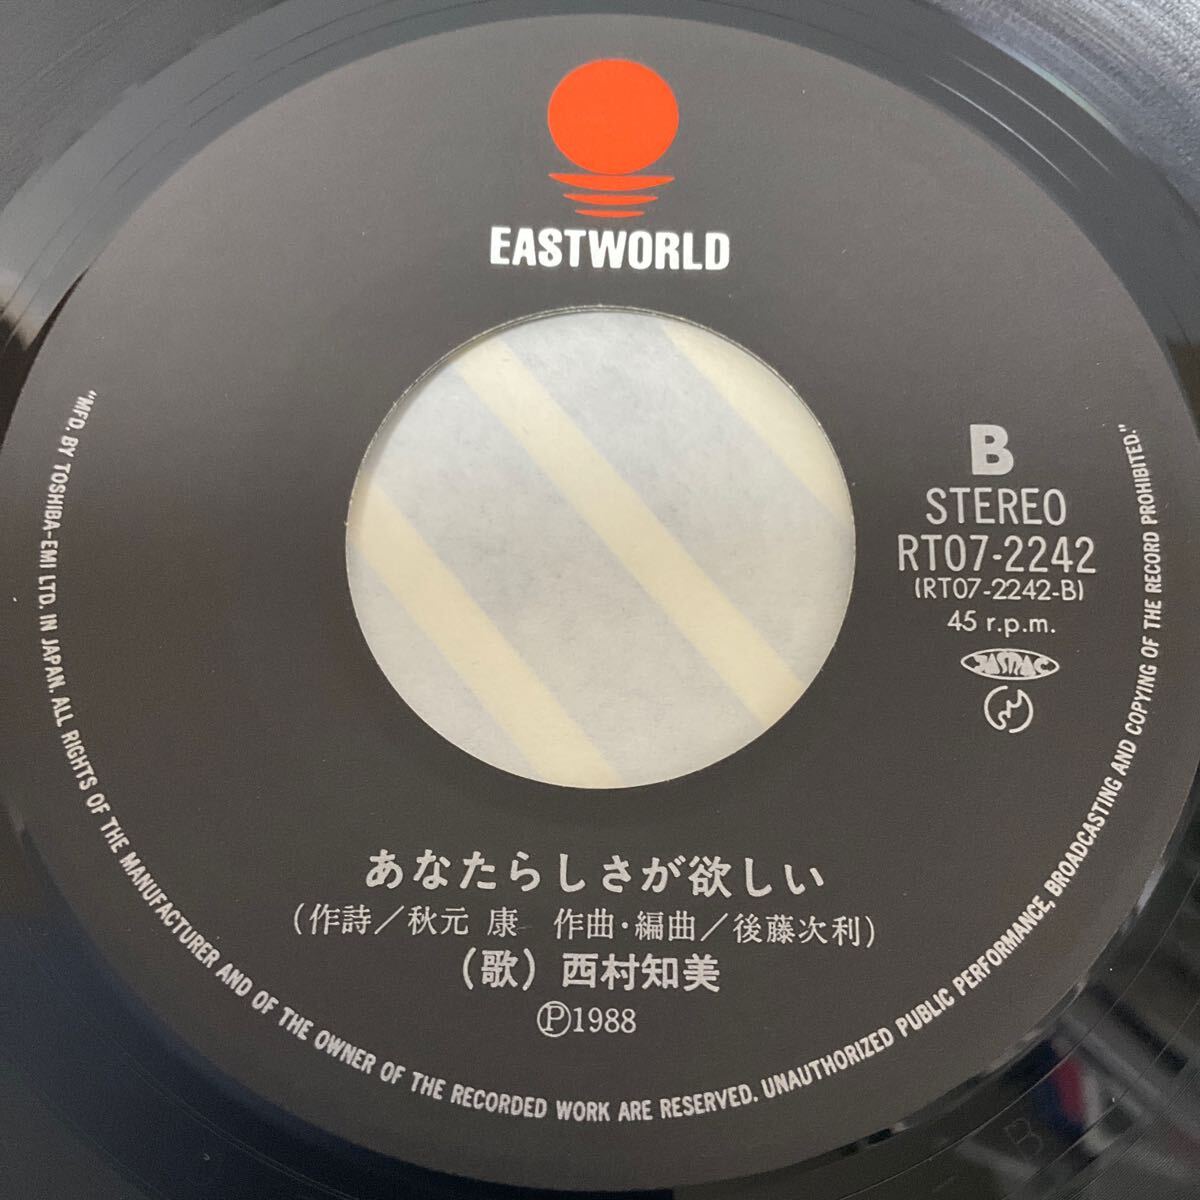 EASTWORLD
B
STEREO
RT07-2242
(RT07-2242-B)
45 r.p.m.
JASRAC
あなたらしさが欲しい
(作詩／秋元 康 作曲・編曲／後藤次利)
(歌) 西村知美
Ⓟ1988
"MFD. BY TOSHIBA-EMI LTD. IN JAPAN. ALL RIGHTS OF THE MANUFACTURER AND OF THE OWNER OF THE RECORDED WORK ARE RESERVED. UNAUTHORIZED PUBLIC PERFORMANCE, BROADCASTING AND COPYING OF THE RECORD PROHIBITED."